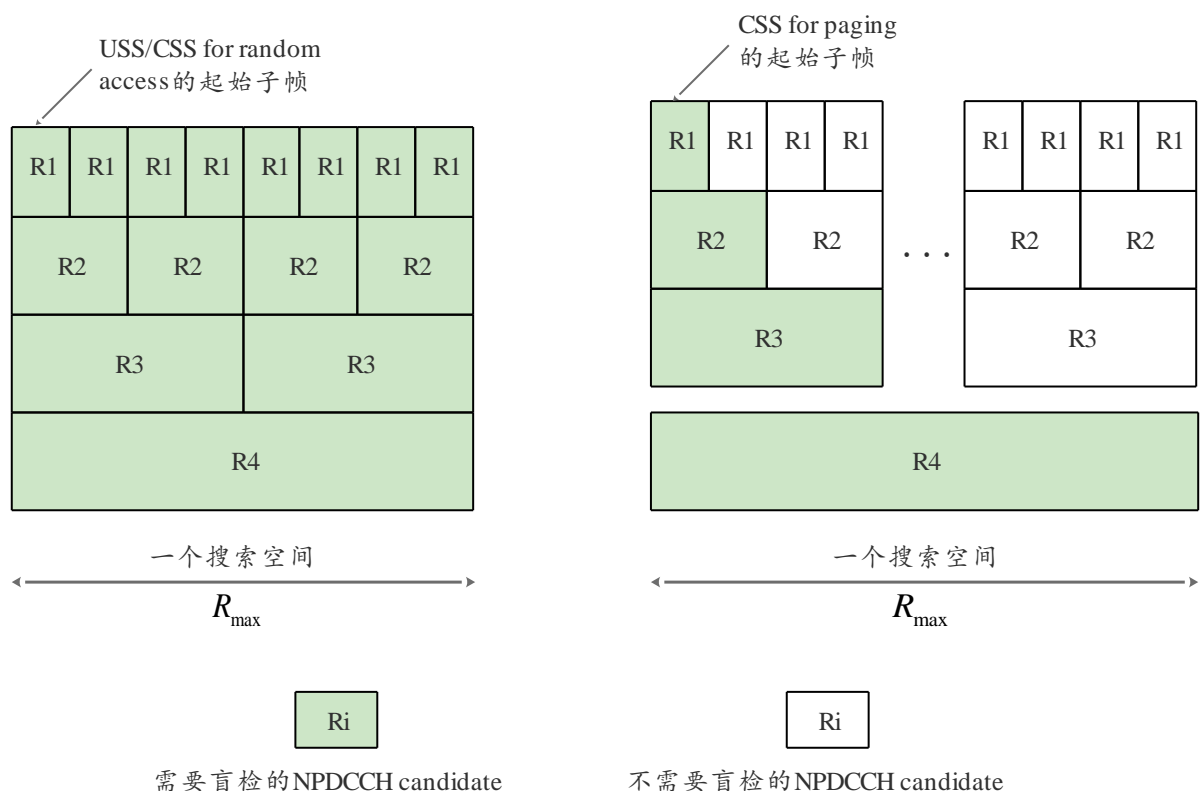 USS/CSS for random
access的起始子帧
CSS for paging
的起始子帧
R1 R1 R1 R1 R1 R1 R1 R1
R2 R2 R2 R2
R3 R3
R4
R1 R1 R1 R1
R2 R2
R3
. . .
R1 R1 R1 R1
R2 R2
R3
R4
一个搜索空间
Rmax
一个搜索空间
Rmax
Ri
需要盲检的NPDCCH candidate
Ri
不需要盲检的NPDCCH candidate